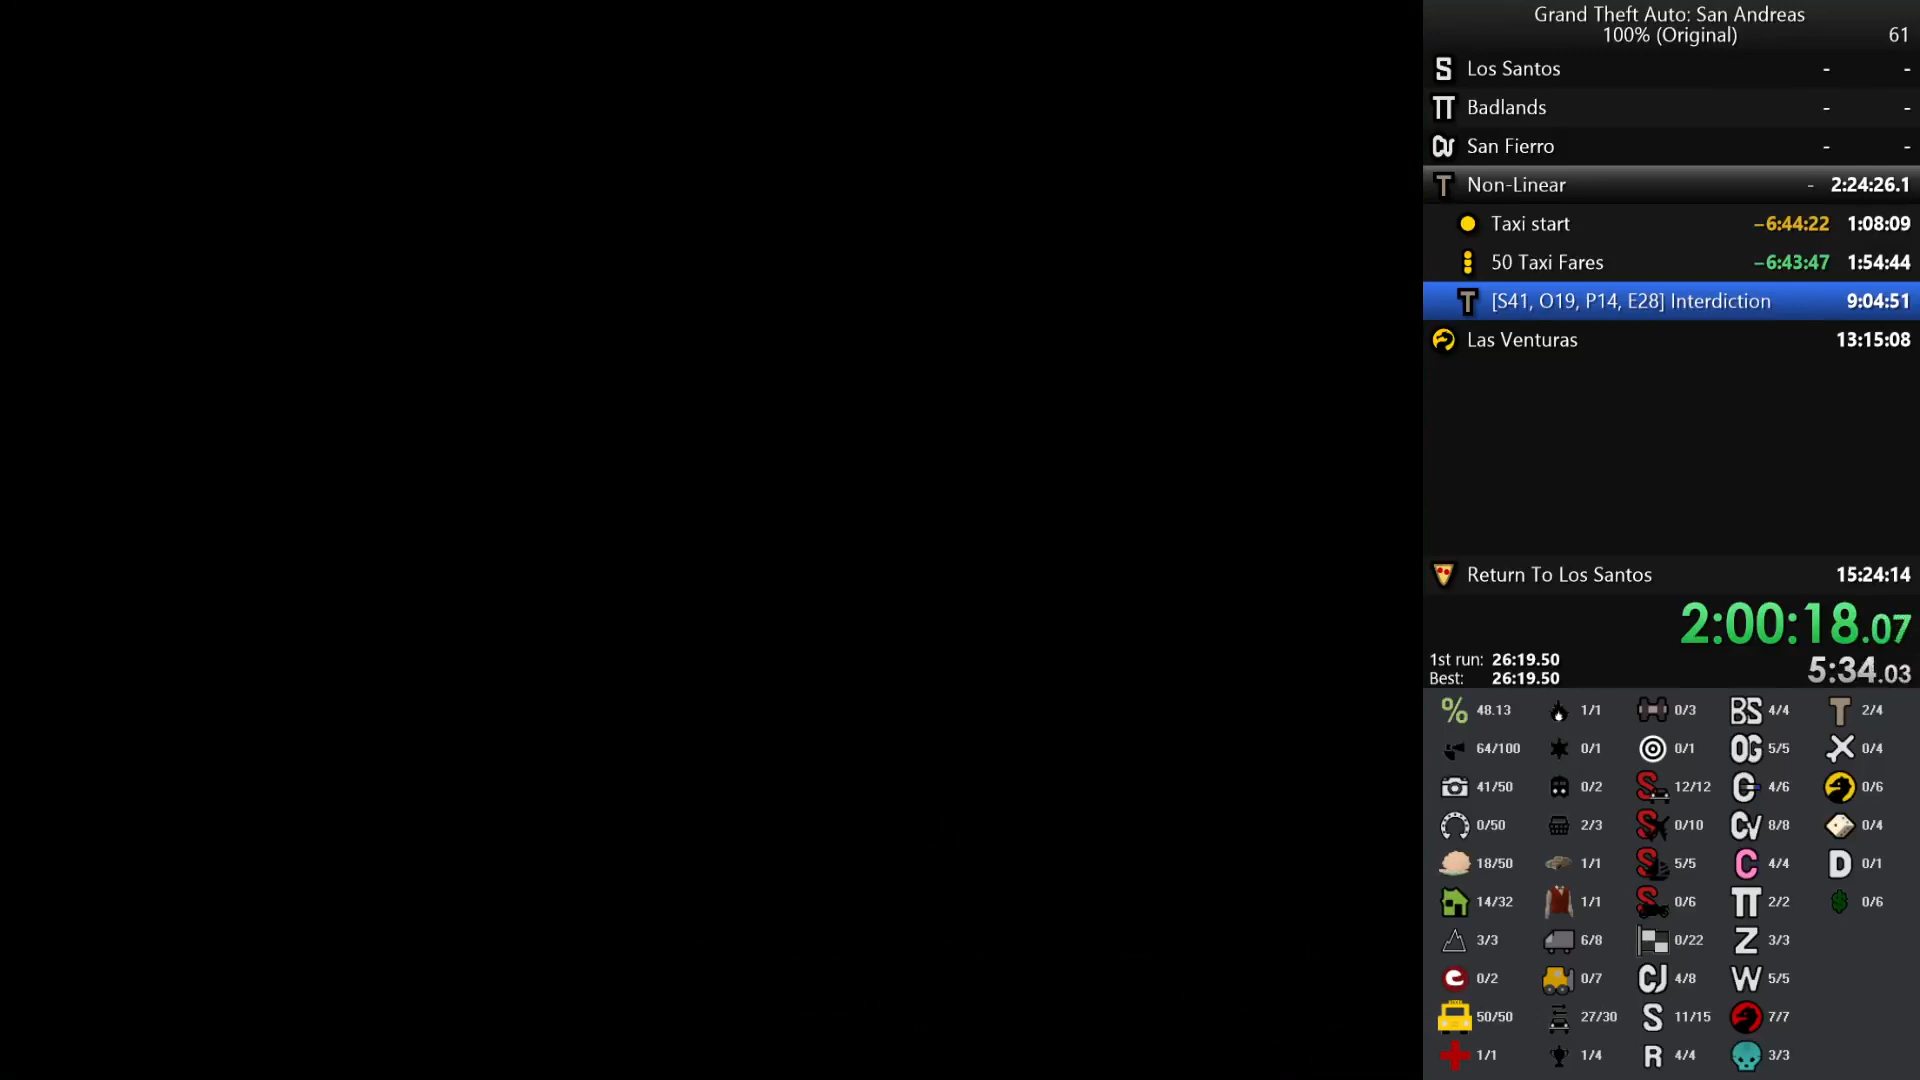 Grand Theft Auto: San Andreas
100% (Original) 61
Los Santos - -
Badlands - -
San Fierro - -
Non-Linear - 2:24:26.1
Taxi start −6:44:22 1:08:09
50 Taxi Fares −6:43:47 1:54:44
[S41, O19, P14, E28] Interdiction 9:04:51
Las Venturas 13:15:08
Return To Los Santos 15:24:14
2:00:18.07
1st run: 26:19.50
Best: 26:19.50
5:34.03
% 48.13 1/1 0/3 BS 4/4 T 2/4
64/100 0/1 0/1 OG 5/5 0/4
41/50 0/2 S 12/12 C 4/6 0/6
0/50 2/3 S 0/10 CV 8/8 0/4
18/50 1/1 S 5/5 C 4/4 D 0/1
14/32 1/1 S 0/6 2/2 $ 0/6
3/3 6/8 0/22 Z 3/3
0/2 0/7 CJ 4/8 W 5/5
50/50 27/30 S 11/15 7/7
1/1 1/4 R 4/4 3/3